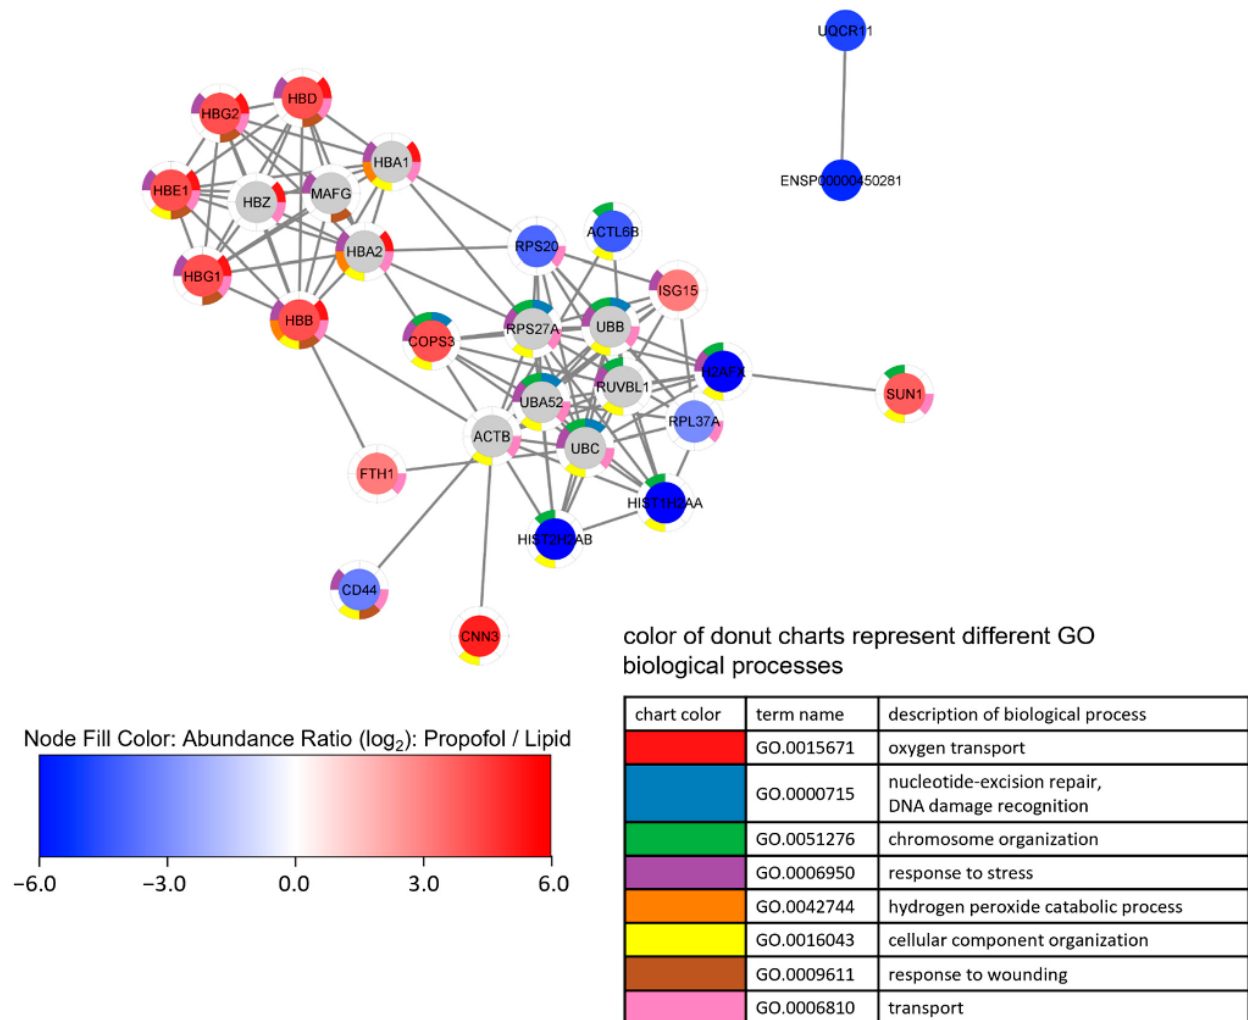 UQCR11
HBD
HBG2
HBA1
ENSP00000450281
HBE1
MAFG
HBZ
ACTL6B
RPS20
HBA2
HBG1
ISG15
HBB
RPS27A
UBB
COPS3
H2AFX
RUVBL1
SUN1
UBA52
RPL37A
ACTB
UBC
FTH1
HIST1H2AA
HIST2H2AB
CD44
CNN3
color of donut charts represent different GO
biological processes
chart color term name description of biological process
GO.0015671 oxygen transport
GO.0000715 nucleotide-excision repair,
DNA damage recognition
GO.0051276 chromosome organization
GO.0006950 response to stress
GO.0042744 hydrogen peroxide catabolic process
GO.0016043 cellular component organization
GO.0009611 response to wounding
GO.0006810 transport
Node Fill Color: Abundance Ratio (log₂): Propofol / Lipid
−6.0 −3.0 0.0 3.0 6.0